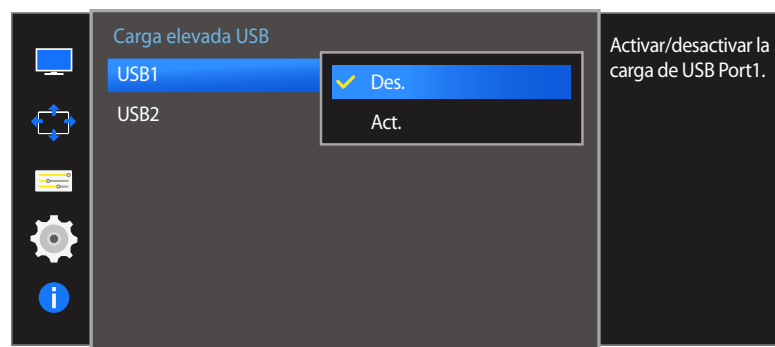 Carga elevada USB
USB1
USB2
Des.
Act.
Activar/desactivar la
carga de USB Port1.
i